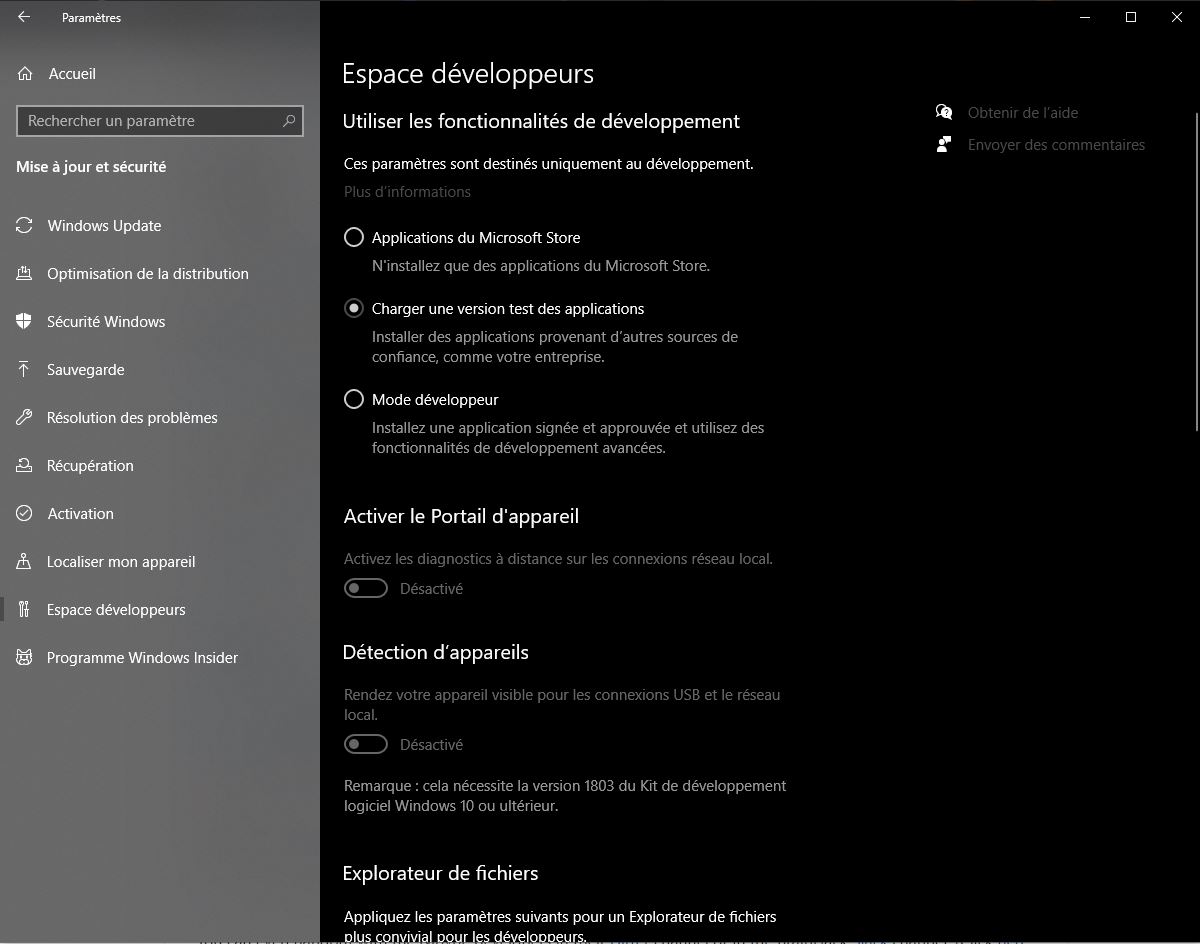 Paramètres
Accueil
Rechercher un paramètre
Mise à jour et sécurité
Windows Update
Optimisation de la distribution
Sécurité Windows
Sauvegarde
Résolution des problèmes
Récupération
Activation
Localiser mon appareil
Espace développeurs
Programme Windows Insider
Espace développeurs
Utiliser les fonctionnalités de développement
Ces paramètres sont destinés uniquement au développement.
Plus d’informations
Applications du Microsoft Store
N'installez que des applications du Microsoft Store.
Charger une version test des applications
Installer des applications provenant d’autres sources de
confiance, comme votre entreprise.
Mode développeur
Installez une application signée et approuvée et utilisez des
fonctionnalités de développement avancées.
Activer le Portail d'appareil
Activez les diagnostics à distance sur les connexions réseau local.
Désactivé
Détection d’appareils
Rendez votre appareil visible pour les connexions USB et le réseau
local.
Désactivé
Remarque : cela nécessite la version 1803 du Kit de développement
logiciel Windows 10 ou ultérieur.
Explorateur de fichiers
Appliquez les paramètres suivants pour un Explorateur de fichiers
plus convivial pour les développeurs.
Obtenir de l’aide
Envoyer des commentaires